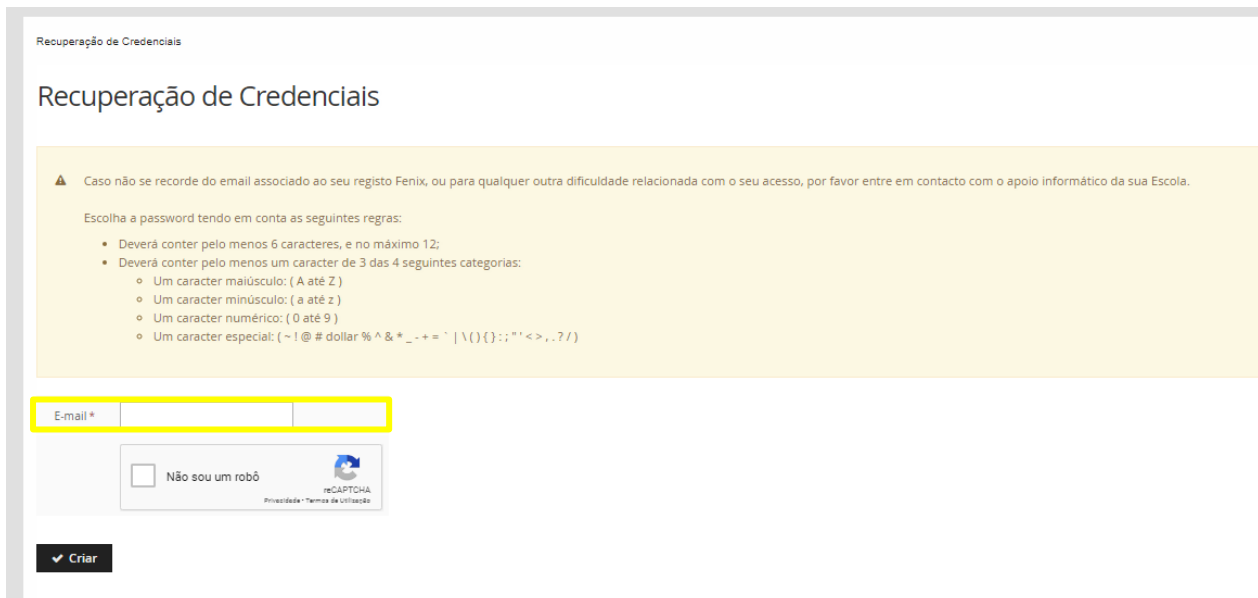 Recuperação de Credenciais
Recuperação de Credenciais
Caso não se recorde do email associado ao seu registo Fenix, ou para qualquer outra dificuldade relacionada com o seu acesso, por favor entre em contacto com o apoio informático da sua Escola.
Escolha a password tendo em conta as seguintes regras:
• Deverá conter pelo menos 6 caracteres, e no máximo 12;
• Deverá conter pelo menos um caracter de 3 das 4 seguintes categorias:
◦ Um caracter maiúsculo: ( A até Z )
◦ Um caracter minúsculo: ( a até z )
◦ Um caracter numérico: ( 0 até 9 )
◦ Um caracter especial: ( ~ ! @ # dollar % ^ & * _ - + = ` | \ ( ) { } : ; " ' < > , . ? / )
E-mail *
Não sou um robô
reCAPTCHA
Privacidade • Termos de Utilização
Criar